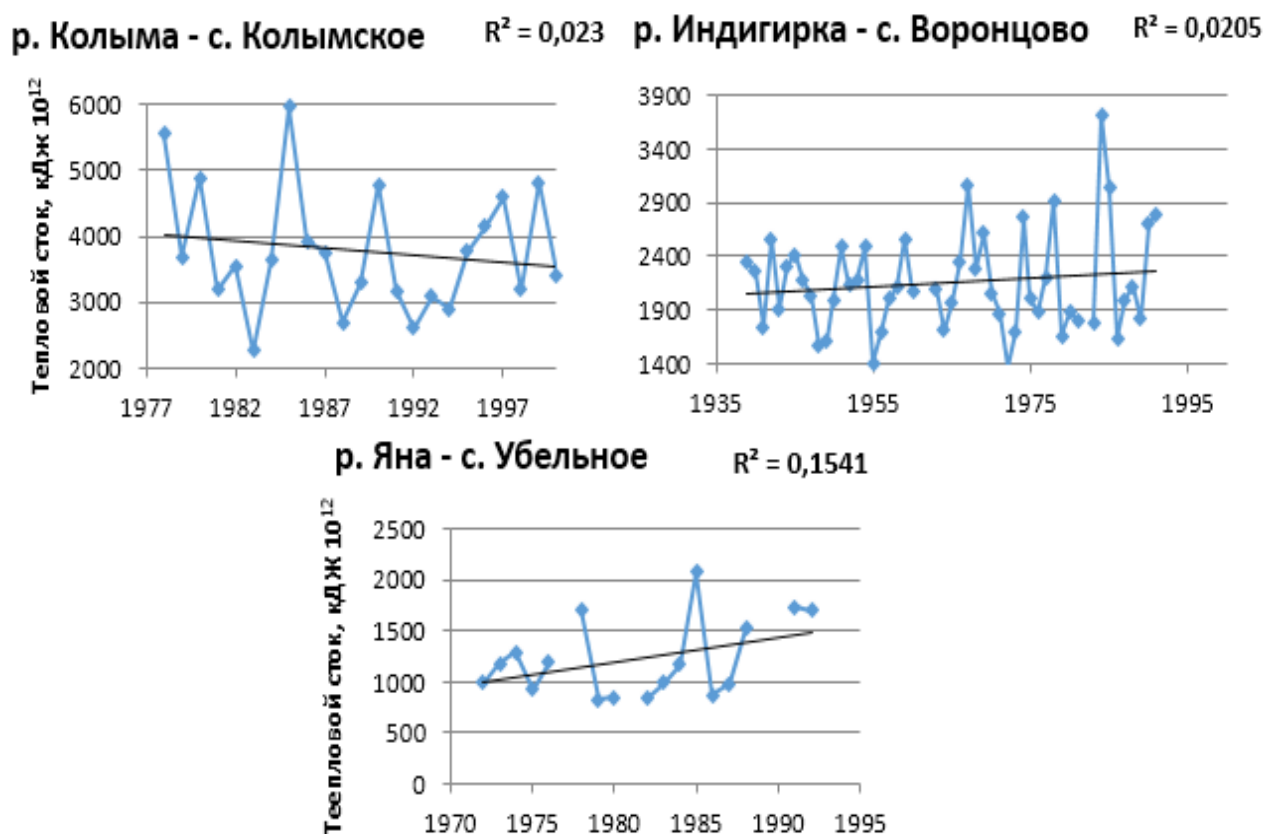 р. Колыма - с. Колымское
R² = 0,023
Тепловой сток, кДж 10¹²
6000
5000
4000
3000
2000
1977 1982 1987 1992 1997
р. Индигирка - с. Воронцово
R² = 0,0205
3900
3400
2900
2400
1900
1400
1935 1955 1975 1995
р. Яна - с. Убельное
R² = 0,1541
Теепловой сток, кДЖ 10¹²
2500
2000
1500
1000
500
0
1970 1975 1980 1985 1990 1995